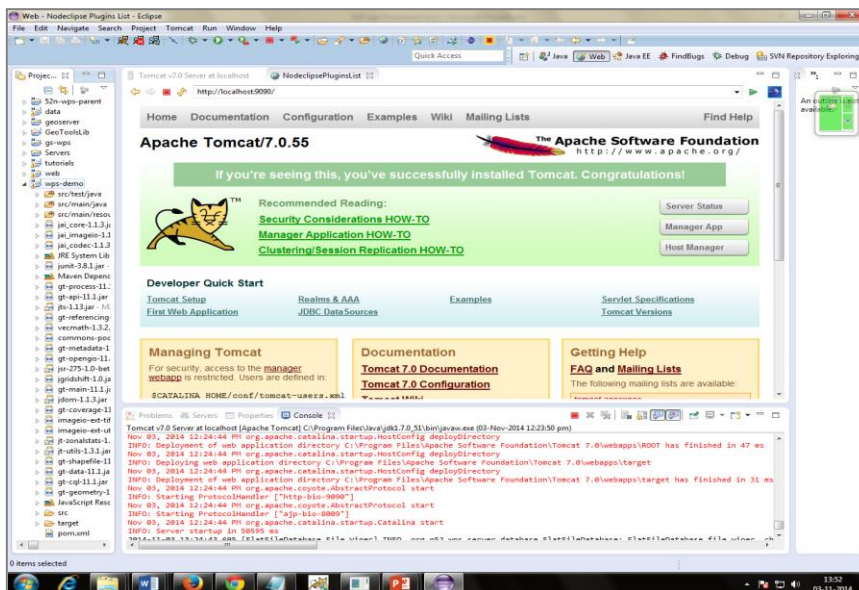 Web - Nodeclipse Plugins List - Eclipse
File Edit Navigate Search Project Tomcat Run Window Help
Quick Access
Java Web Java EE FindBugs Debug SVN Repository Exploring
Projec...
Tomcat v7.0 Server at localhost NodeclipsePluginsList
http://localhost:9090/
52n-wps-parent
data
geoserver
GeoToolsLib
gs-wps
Servers
tutorials
web
wps-demo
src/test/java
src/main/java
src/main/resou
jai_core-1.1.3.ja
jai_imageio-1.1
jai_codec-1.1.3
JRE System Lib
junit-3.8.1.jar -
Maven Depend
gt-process-11.
gt-api-11.1.jar
jts-1.13.jar - M
gt-referencing-
vecmath-1.3.2.
commons-poo
gt-metadata-1
gt-opengis-11.
jsr-275-1.0-bet
jgridshift-1.0.ja
gt-main-11.1.j
jdom-1.1.3.jar
gt-coverage-11
imageio-ext-tif
imageio-ext-ut
jt-zonalstats-1.
jt-utils-1.3.1.jar
gt-shapefile-11
gt-data-11.1.ja
gt-cql-11.1.jar
gt-geometry-1
JavaScript Resc
src
target
pom.xml
Home Documentation Configuration Examples Wiki Mailing Lists Find Help
Apache Tomcat/7.0.55
The Apache Software Foundation
http://www.apache.org/
If you're seeing this, you've successfully installed Tomcat. Congratulations!
TM
Recommended Reading:
Security Considerations HOW-TO
Manager Application HOW-TO
Clustering/Session Replication HOW-TO
Server Status
Manager App
Host Manager
Developer Quick Start
Tomcat Setup Realms & AAA Examples Servlet Specifications
First Web Application JDBC DataSources Tomcat Versions
Managing Tomcat
For security, access to the manager
webapp is restricted. Users are defined in:
$CATALINA_HOME/conf/tomcat-users.xml
Documentation
Tomcat 7.0 Documentation
Tomcat 7.0 Configuration
Tomcat Wiki
Getting Help
FAQ and Mailing Lists
The following mailing lists are available:
An outline is not
available.
Problems Servers Properties Console
Tomcat v7.0 Server at localhost [Apache Tomcat] C:\Program Files\Java\jdk1.7.0_51\bin\javaw.exe (03-Nov-2014 12:23:50 pm)
Nov 03, 2014 12:24:44 PM org.apache.catalina.startup.HostConfig deployDirectory
INFO: Deployment of web application directory C:\Program Files\Apache Software Foundation\Tomcat 7.0\webapps\ROOT has finished in 47 ms
Nov 03, 2014 12:24:44 PM org.apache.catalina.startup.HostConfig deployDirectory
INFO: Deploying web application directory C:\Program Files\Apache Software Foundation\Tomcat 7.0\webapps\target
Nov 03, 2014 12:24:44 PM org.apache.catalina.startup.HostConfig deployDirectory
INFO: Deployment of web application directory C:\Program Files\Apache Software Foundation\Tomcat 7.0\webapps\target has finished in 31 ms
Nov 03, 2014 12:24:44 PM org.apache.coyote.AbstractProtocol start
INFO: Starting ProtocolHandler ["http-bio-9090"]
Nov 03, 2014 12:24:44 PM org.apache.coyote.AbstractProtocol start
INFO: Starting ProtocolHandler ["ajp-bio-8009"]
Nov 03, 2014 12:24:44 PM org.apache.catalina.startup.Catalina start
INFO: Server startup in 50595 ms
0 items selected
13:52
03-11-2014